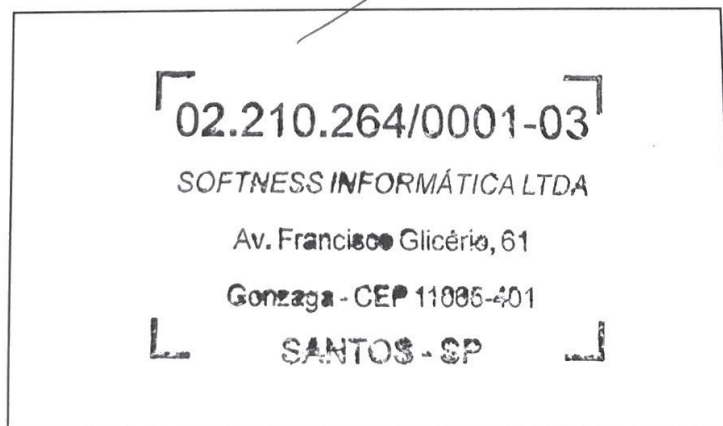 02.210.264/0001-03
SOFTNESS INFORMÁTICA LTDA
Av. Francisco Glicério, 61
Gonzaga - CEP 11065-401
SANTOS - SP